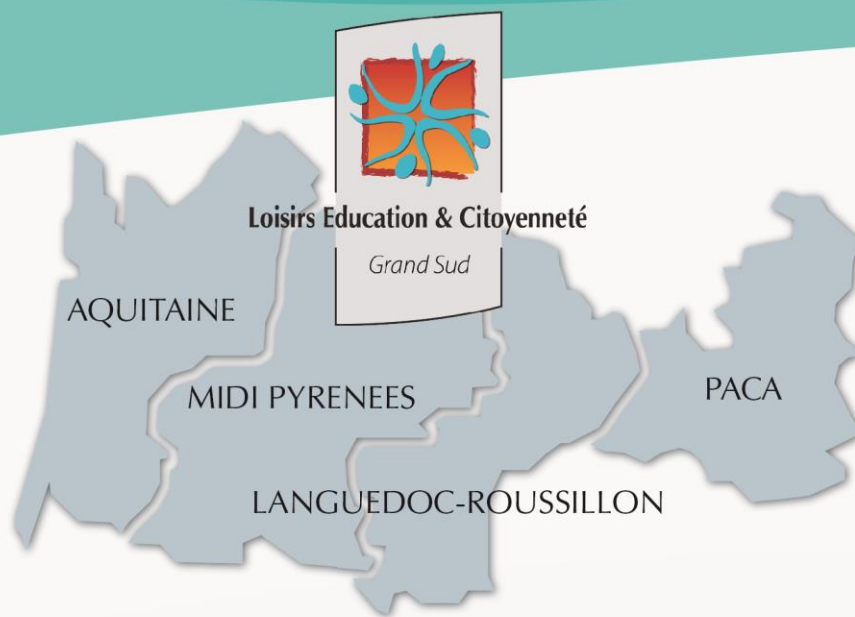 Loisirs Education & Citoyenneté
Grand Sud
AQUITAINE
MIDI PYRENEES
PACA
LANGUEDOC-ROUSSILLON